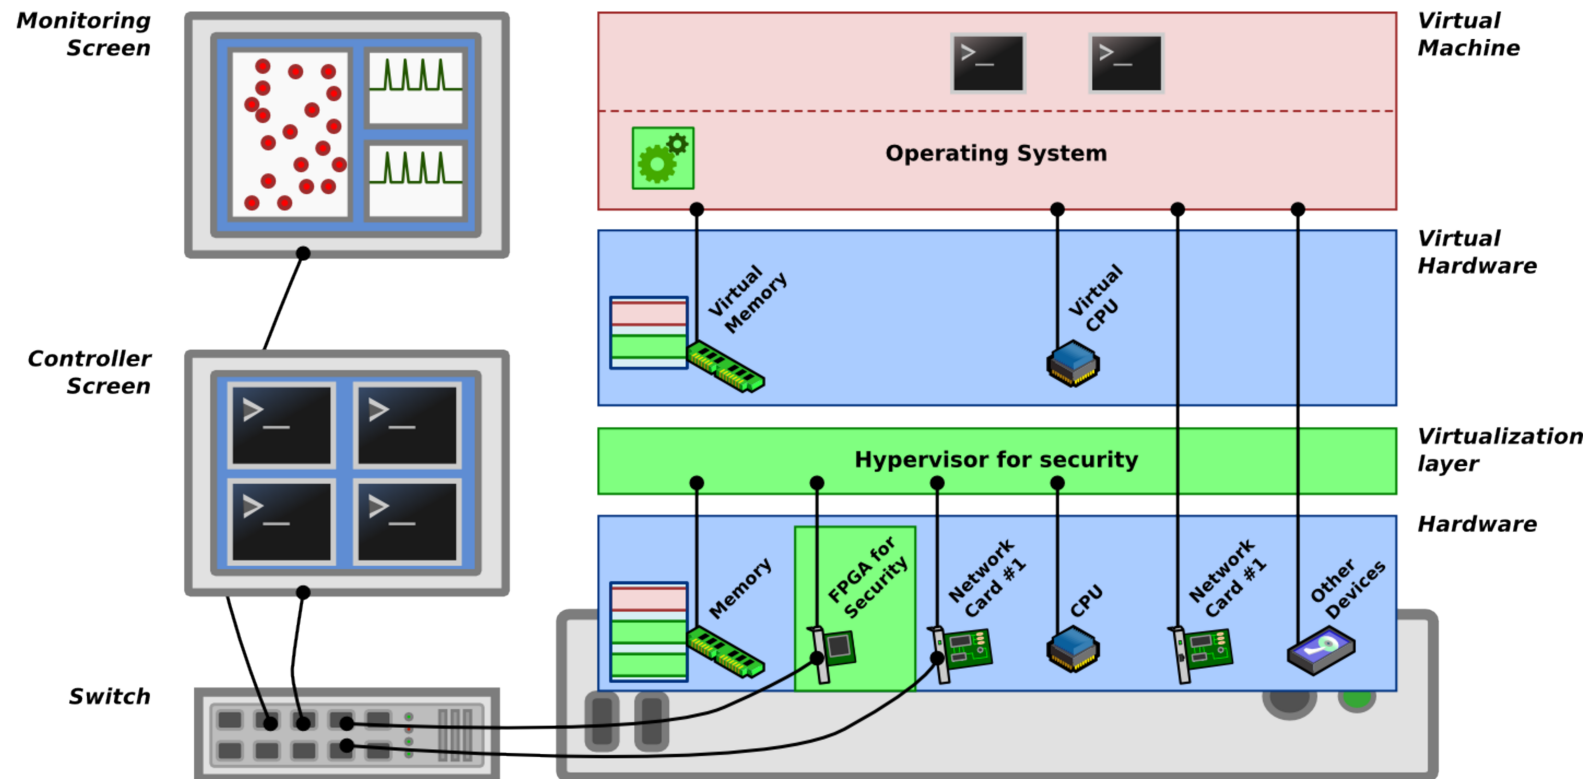 Monitoring
Screen
Virtual
Machine
>_
>_
Operating System
Virtual
Hardware
Virtual
Memory
Virtual
CPU
Controller
Screen
>_
>_
>_
>_
Virtualization
layer
Hypervisor for security
Hardware
Memory
FPGA for
Security
Network
Card #1
CPU
Network
Card #1
Other
Devices
Switch